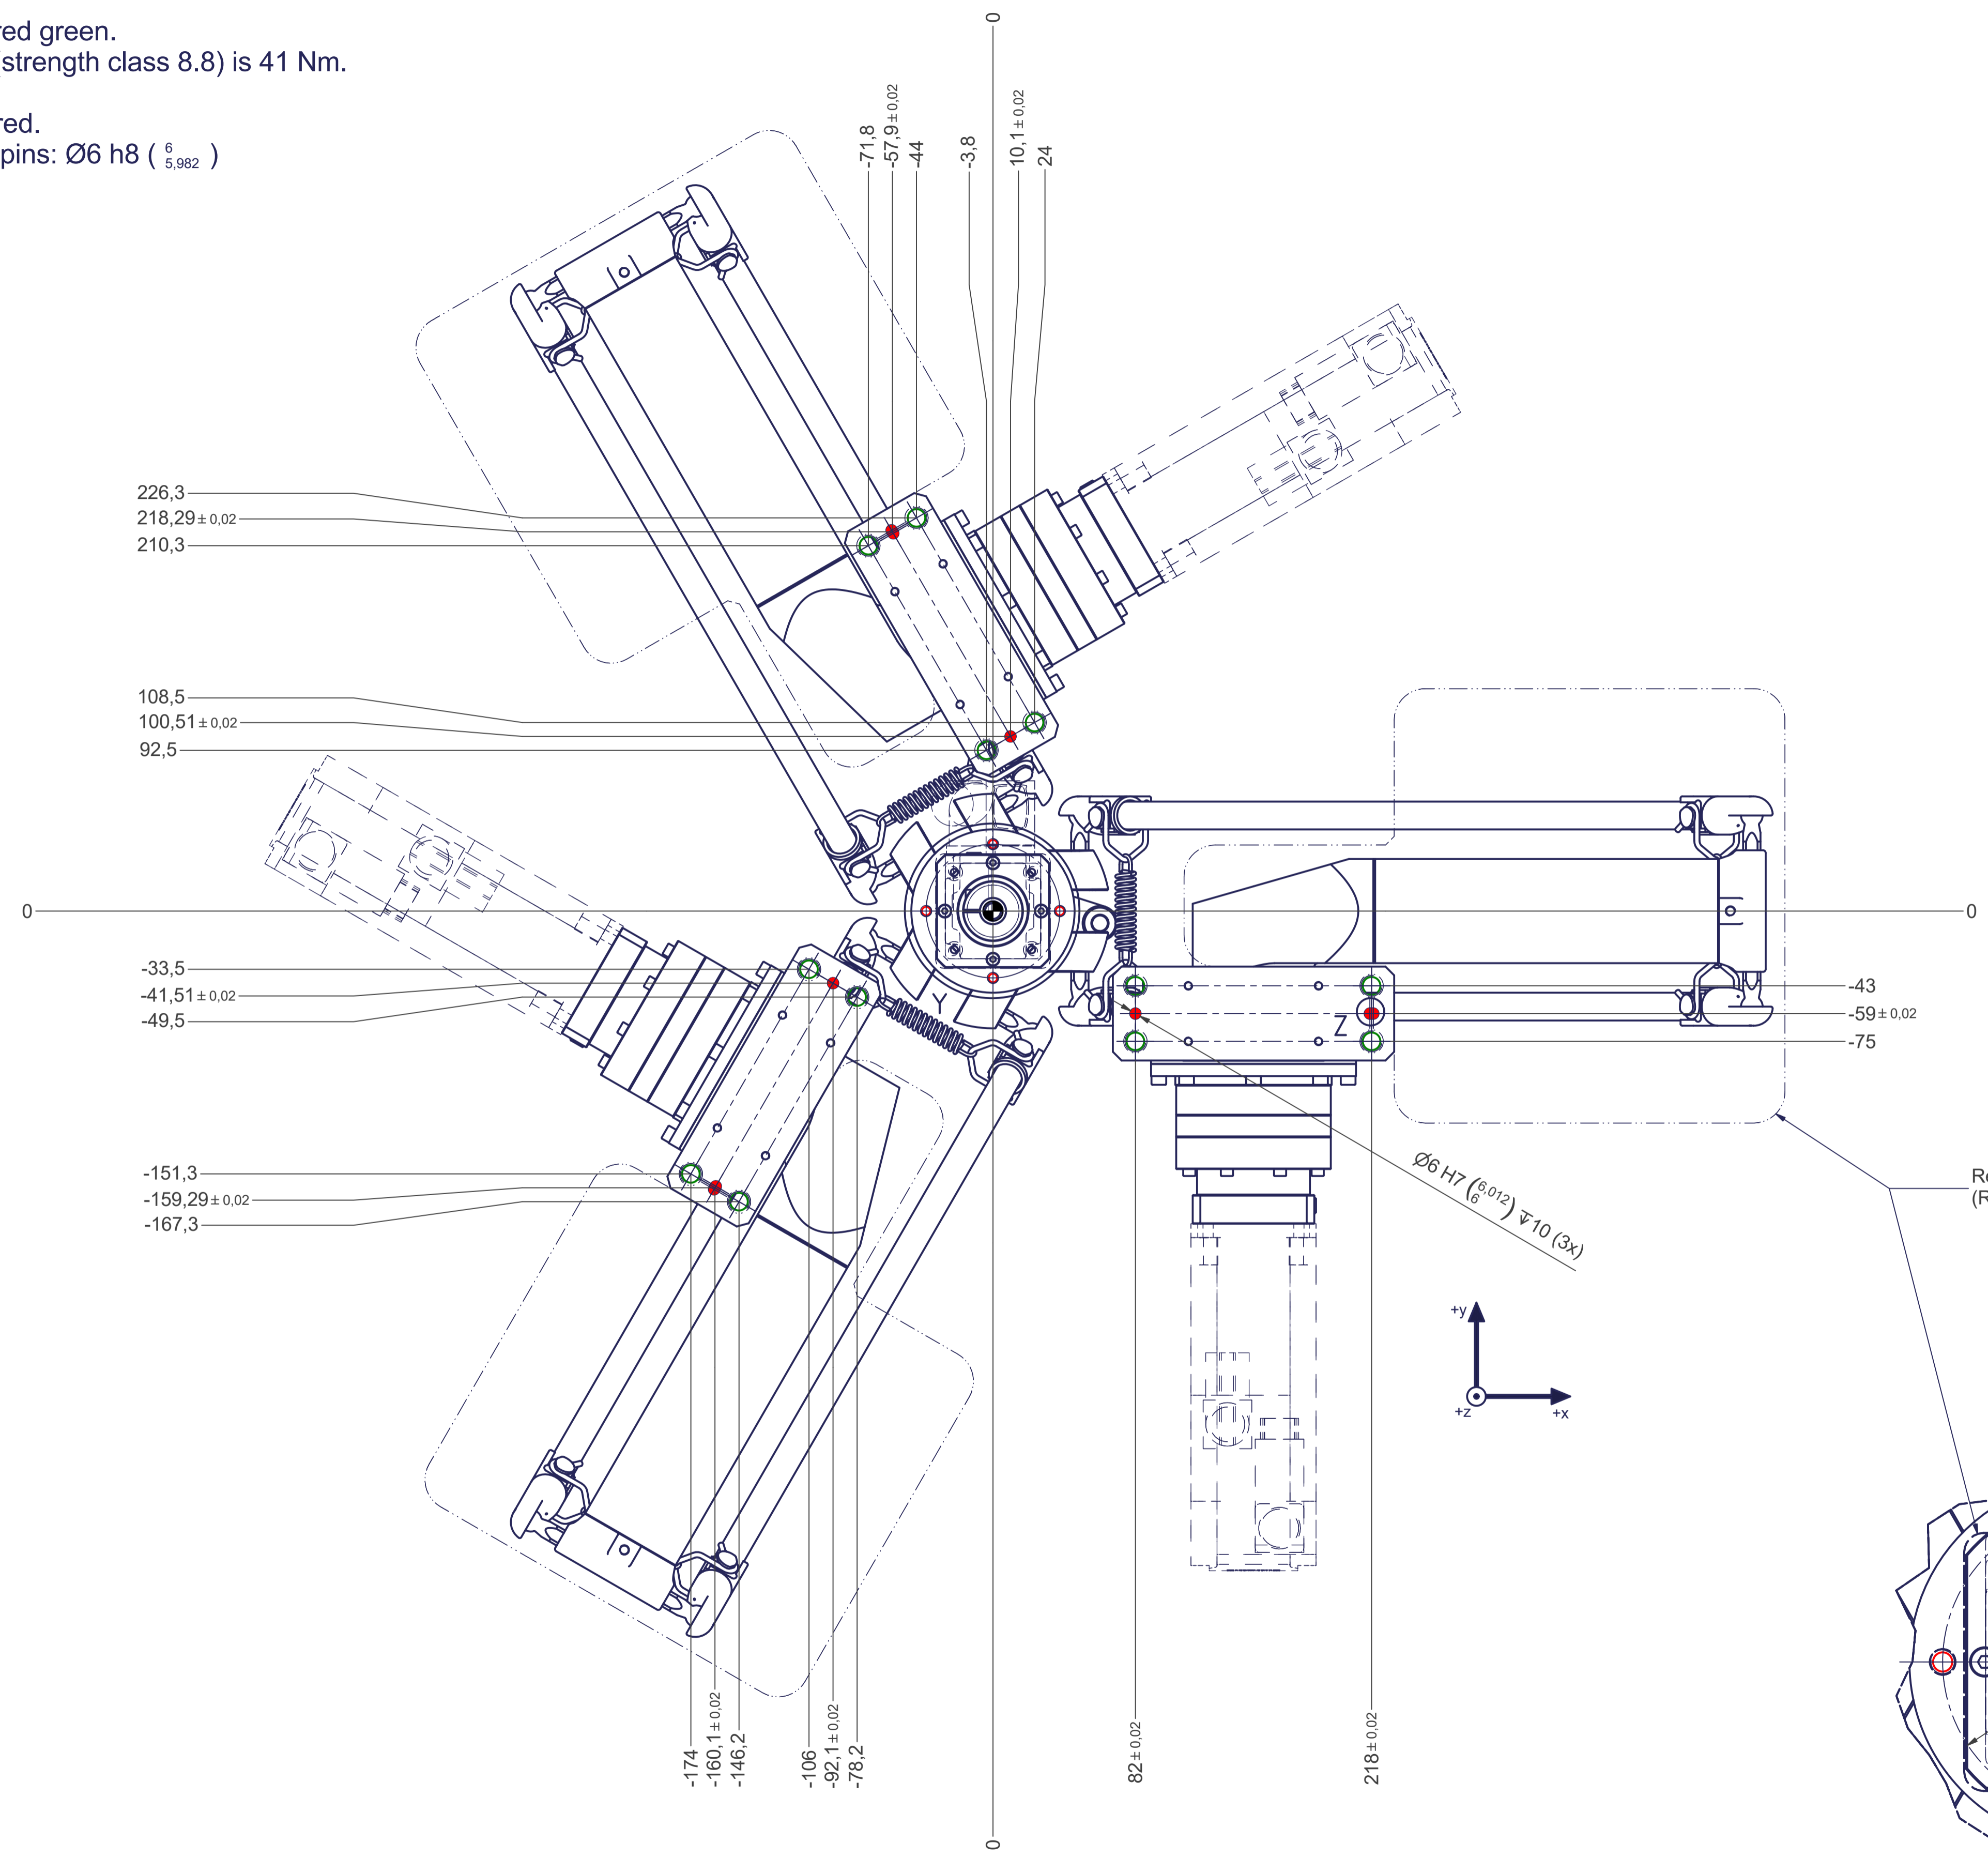 red green.
(strength class 8.8) is 41 Nm.
red.
pins: Ø6 h8 ( 6 5,982 )
0
-71,8
-57,9 ± 0,02
-44
-3,8
10,1 ± 0,02
24
226,3
218,29 ± 0,02
210,3
108,5
100,51 ± 0,02
92,5
0
0
-33,5
-41,51 ± 0,02
-49,5
-43
-59 ± 0,02
-75
Y
Z
-151,3
-159,29 ± 0,02
-167,3
Ø6 H7 ( 6,012 6 ) ↧10 (3x)
+y
+z
+x
-174
-160,1 ± 0,02
-146,2
-106
-92,1 ± 0,02
-78,2
82 ± 0,02
218 ± 0,02
0